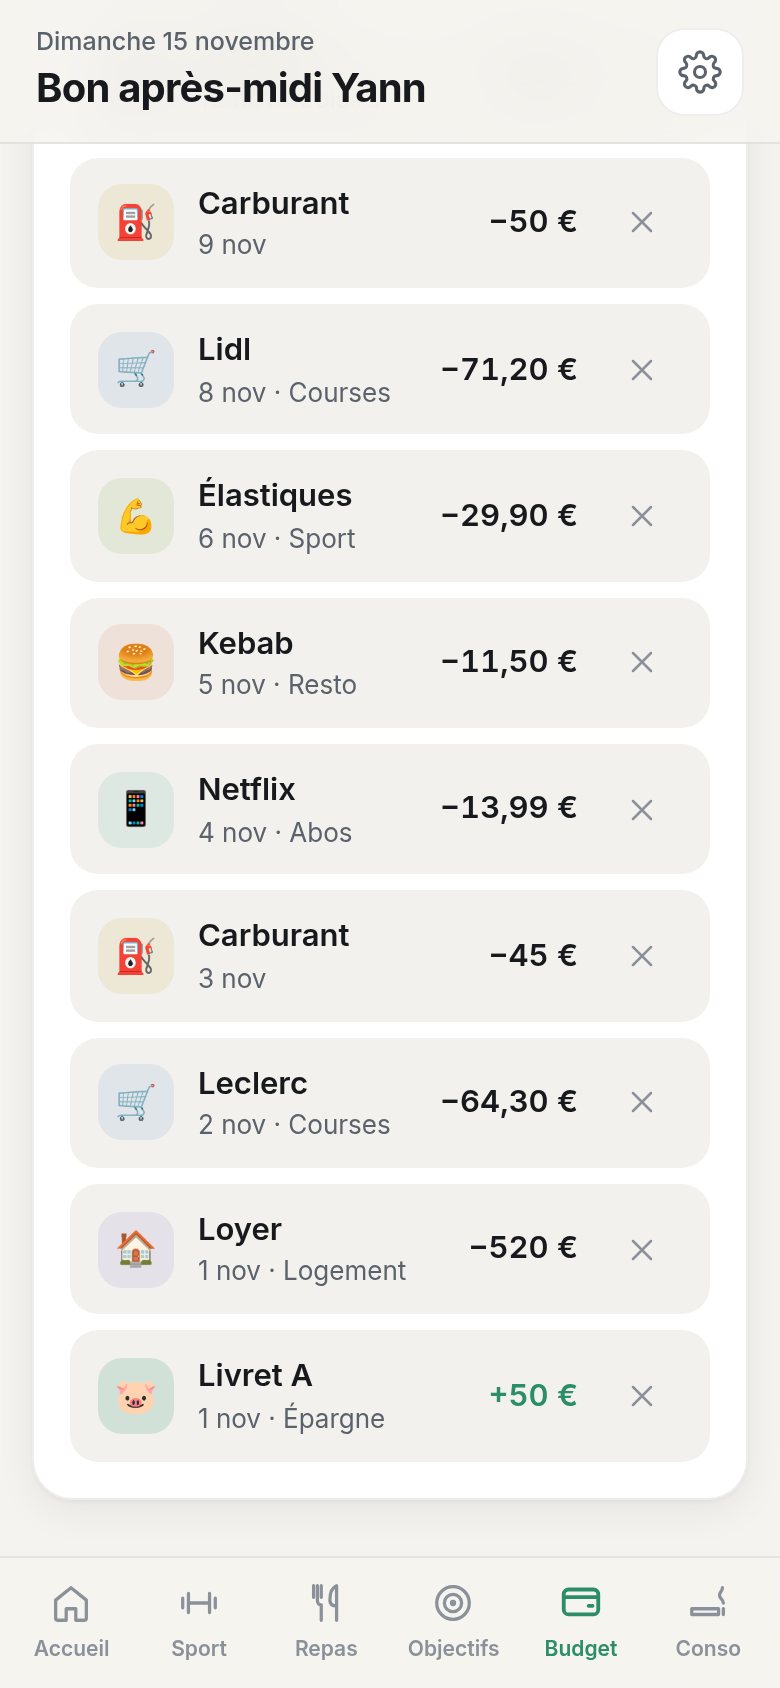 Dimanche 15 novembre
Bon après-midi Yann
Carburant
9 nov
−50 €
Lidl
8 nov · Courses
−71,20 €
Élastiques
6 nov · Sport
−29,90 €
Kebab
5 nov · Resto
−11,50 €
Netflix
4 nov · Abos
−13,99 €
Carburant
3 nov
−45 €
Leclerc
2 nov · Courses
−64,30 €
Loyer
1 nov · Logement
−520 €
Livret A
1 nov · Épargne
+50 €
Accueil
Sport
Repas
Objectifs
Budget
Conso